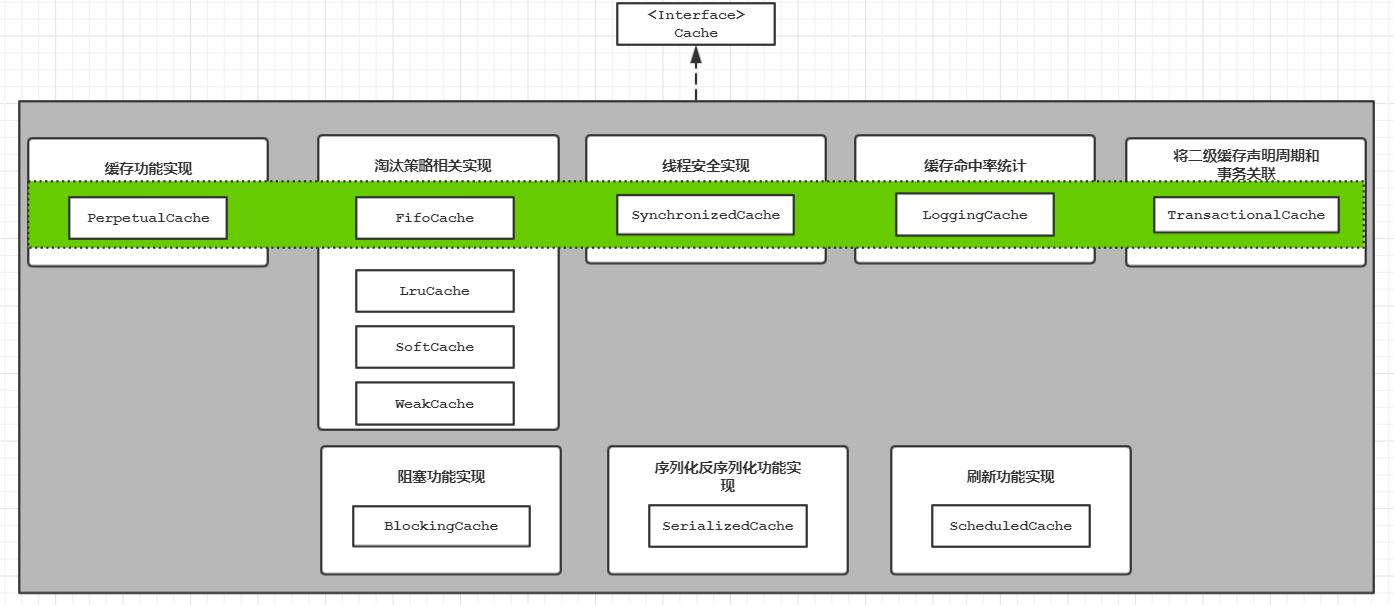 <Interface>
Cache
缓存功能实现
淘汰策略相关实现
线程安全实现
缓存命中率统计
将二级缓存声明周期和
事务关联
PerpetualCache
FifoCache
SynchronizedCache
LoggingCache
TransactionalCache
LruCache
SoftCache
WeakCache
阻塞功能实现
序列化反序列化功能实
现
刷新功能实现
BlockingCache
SerializedCache
ScheduledCache